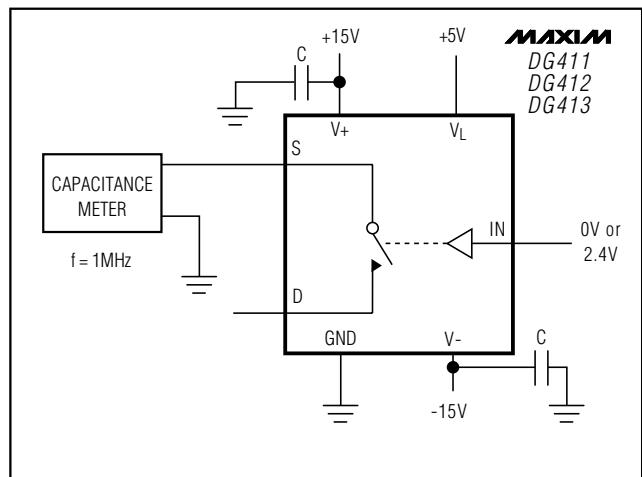 +15V
+5V
MAXIM
DG411
DG412
DG413
C
V+
VL
S
CAPACITANCE
METER
f = 1MHz
IN
0V or
2.4V
D
GND
V-
C
-15V